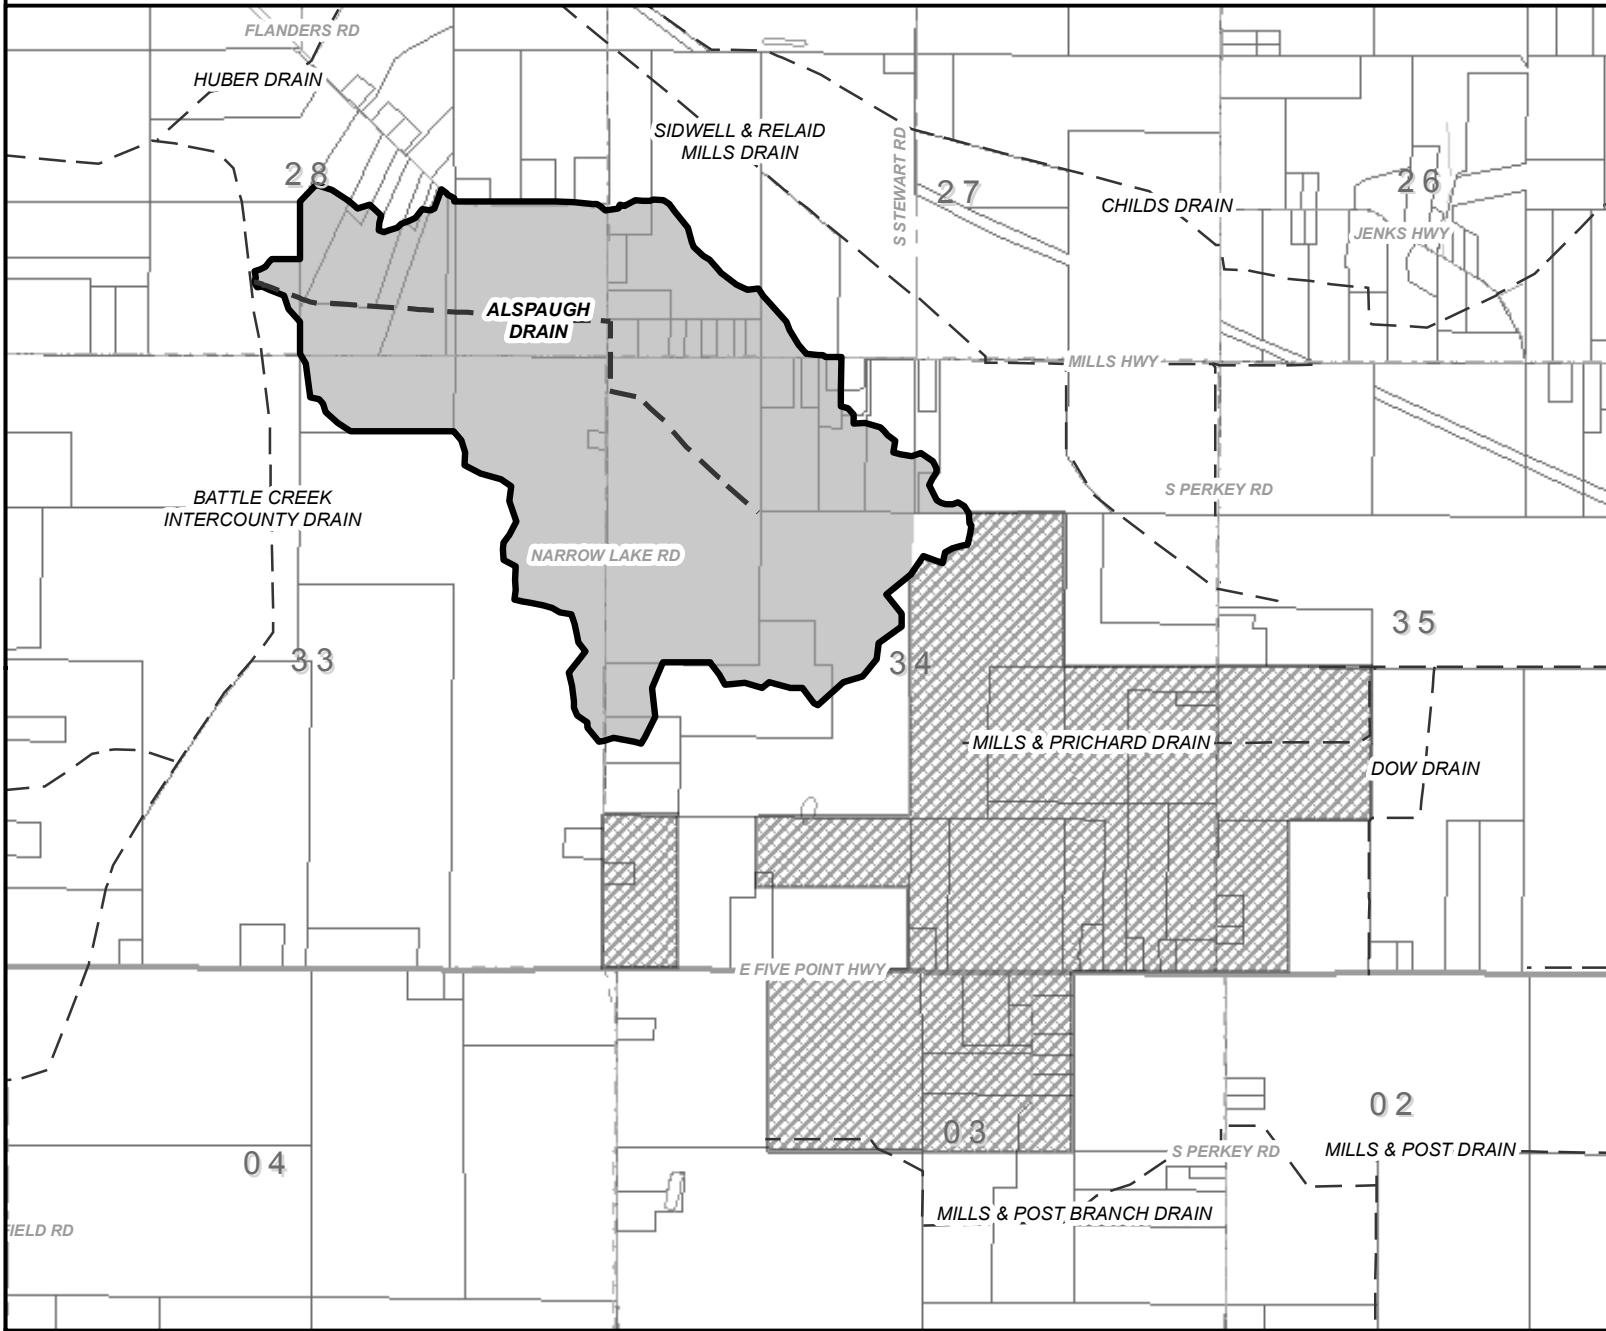 FLANDERS RD
HUBER DRAIN
SIDWELL & RELAID
MILLS DRAIN
S STEWART RD
28
27
26
CHILDS DRAIN
JENKS HWY
ALSPAUGH
DRAIN
MILLS HWY
BATTLE CREEK
INTERCOUNTY DRAIN
S PERKEY RD
NARROW LAKE RD
35
33
34
MILLS & PRICHARD DRAIN
DOW DRAIN
E FIVE POINT HWY
02
03
04
S PERKEY RD
MILLS & POST DRAIN
MILLS & POST BRANCH DRAIN
FIELD RD